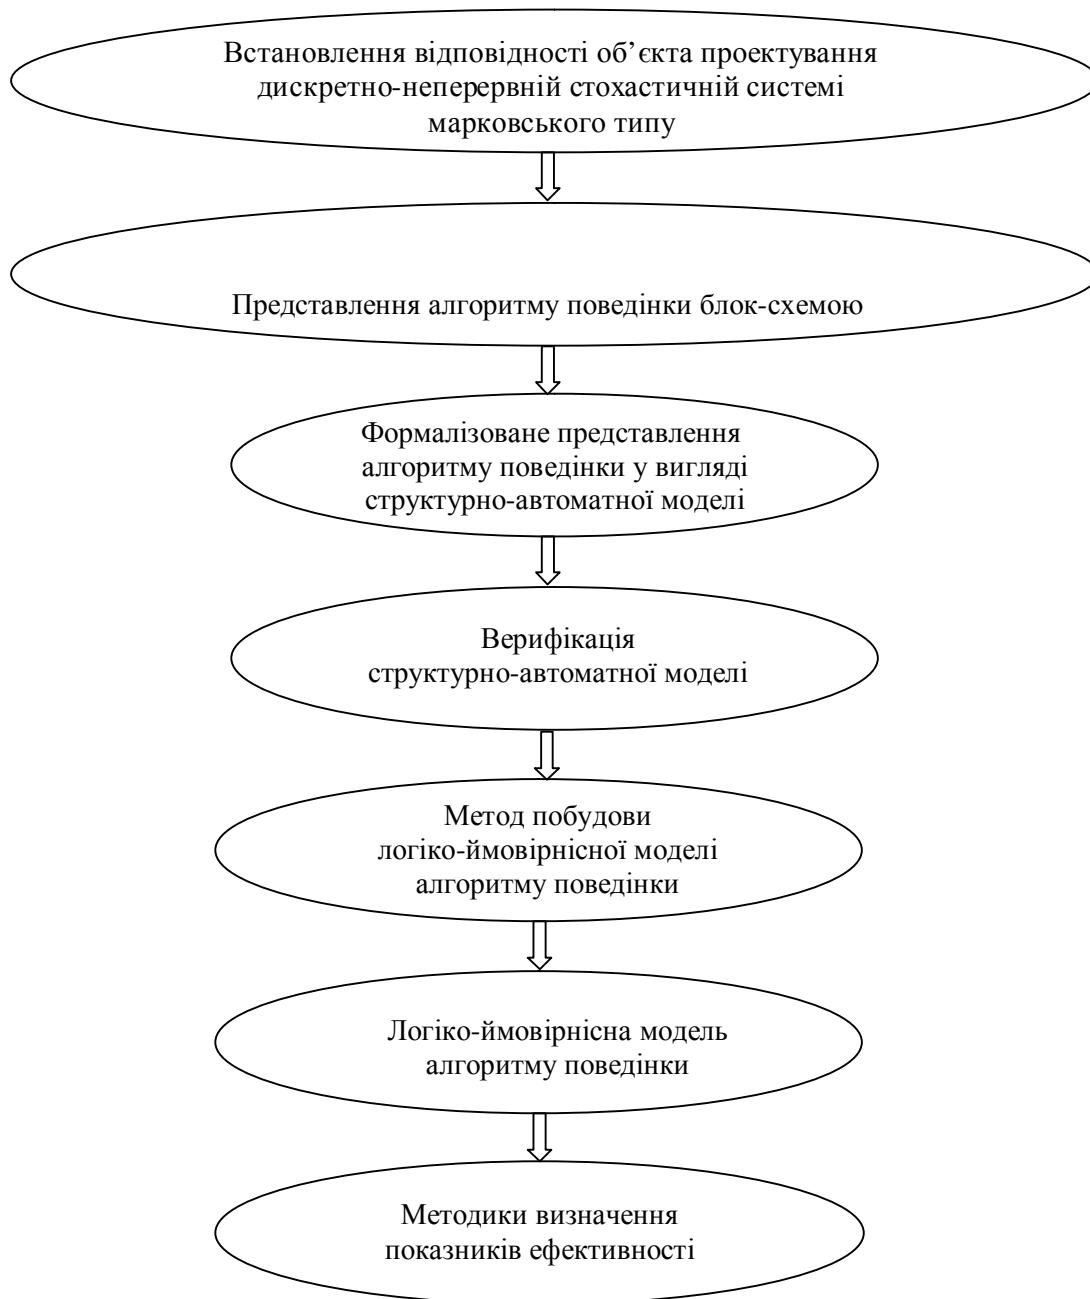 Встановлення відповідності об’єкта проектування
дискретно-неперервній стохастичній системі
марковського типу
Представлення алгоритму поведінки блок-схемою
Формалізоване представлення
алгоритму поведінки у вигляді
структурно-автоматної моделі
Верифікація
структурно-автоматної моделі
Метод побудови
логіко-ймовірнісної моделі
алгоритму поведінки
Логіко-ймовірнісна модель
алгоритму поведінки
Методики визначення
показників ефективності